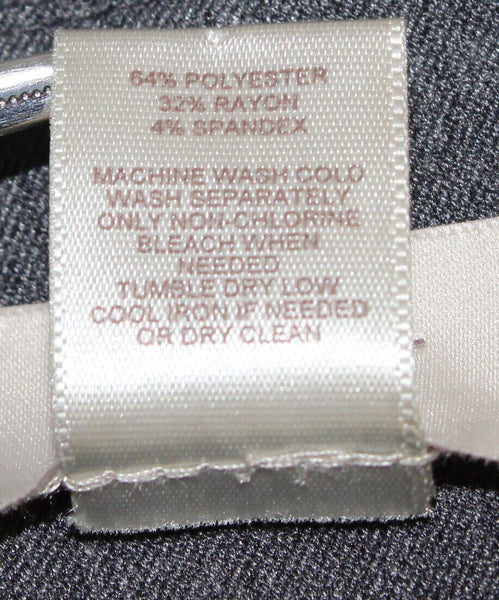 64% POLYESTER
32% RAYON
4% SPANDEX
MACHINE WASH COLD
WASH SEPARATELY
ONLY NON-CHLORINE
BLEACH WHEN
NEEDED
TUMBLE DRY LOW
COOL IRON IF NEEDED
OR DRY CLEAN